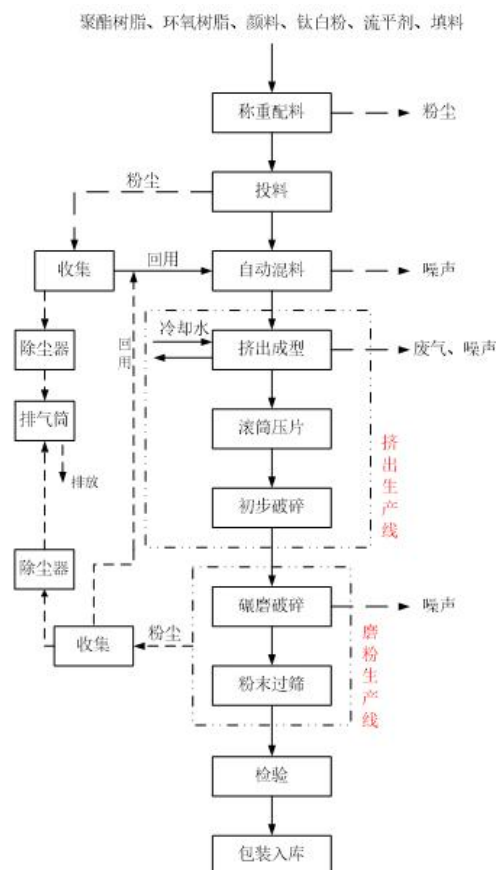 聚酯树脂、环氧树脂、颜料、钛白粉、流平剂、填料
称重配料
粉尘
粉尘
投料
收集
回用
自动混料
噪声
冷却水
回用
除尘器
挤出成型
废气、噪声
排气筒
排放
滚筒压片
挤出生产线
初步破碎
除尘器
碾磨破碎
噪声
收集
粉尘
粉末过筛
磨粉生产线
检验
包装入库